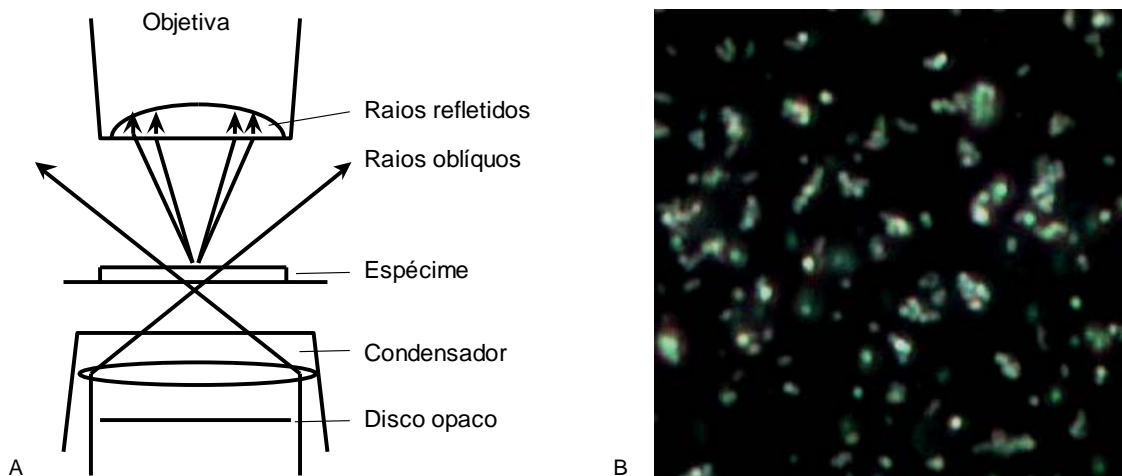 Objetiva
Raios refletidos
Raios oblíquos
Espécime
Condensador
Disco opaco
A
B